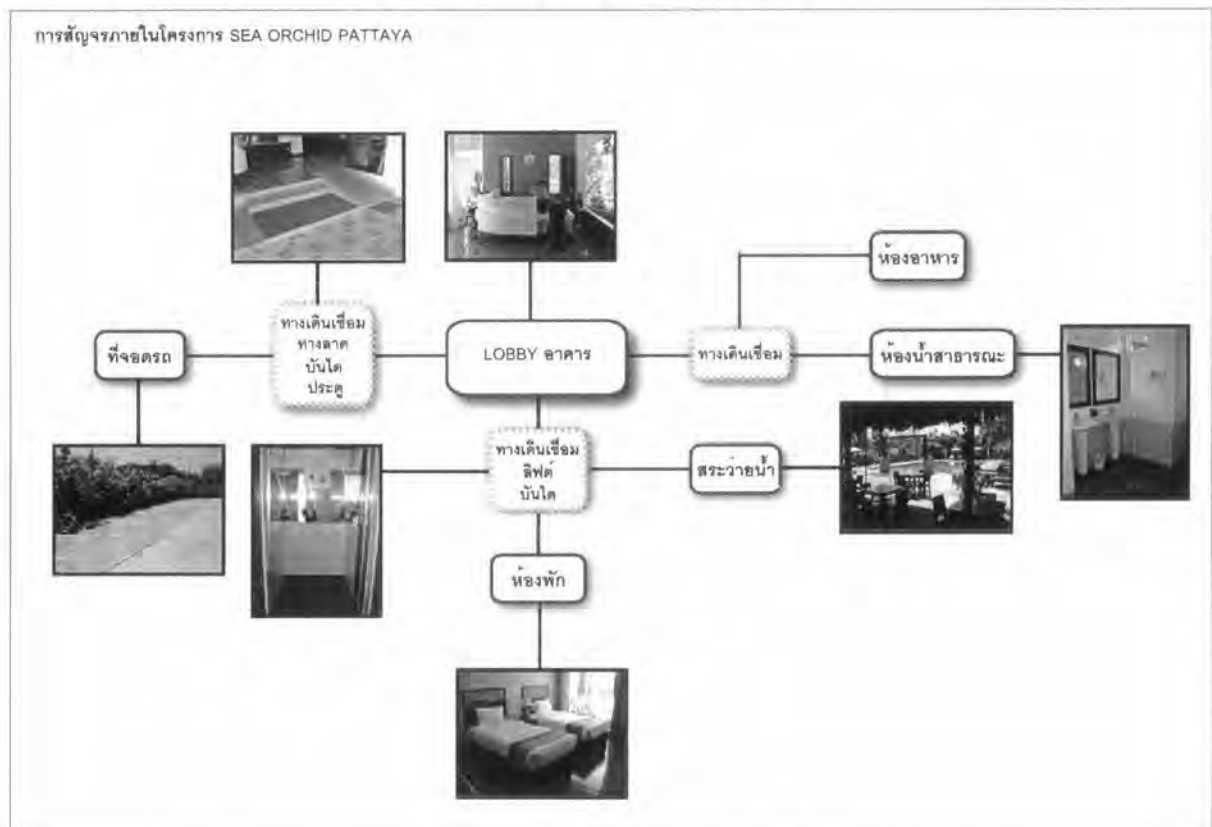 การสัญจรภายในโครงการ SEA ORCHID PATTAYA
ห้องอาหาร
ที่จอดรถ
ทางเดินเชื่อม
ทางลาด
บันได
ประตู
LOBBY อาคาร
ทางเดินเชื่อม
ห้องน้ำสาธารณะ
ทางเดินเชื่อม
ลิฟต์
บันได
สระว่ายน้ำ
ห้องพัก